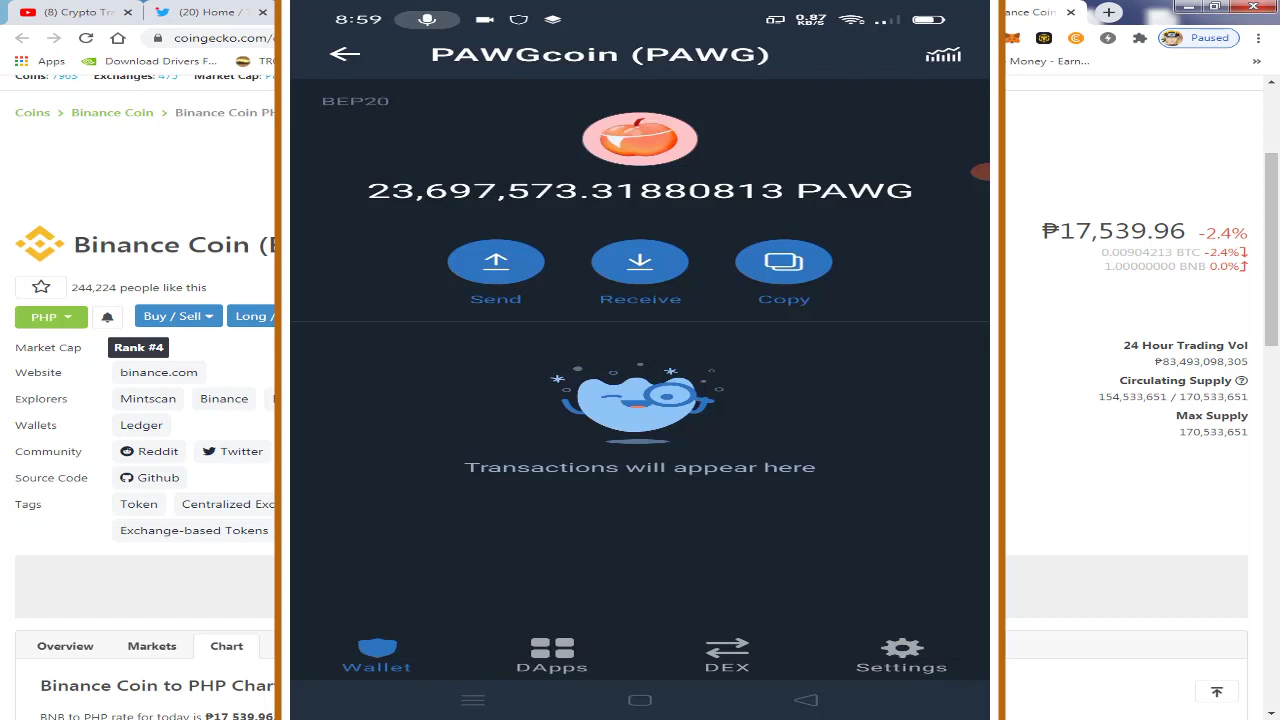 (8) Crypto Tra
(20) Home / T
nance Coin
coingecko.com/
Paused
Apps
Download Drivers F...
Money - Earn...
Coins:
Exchanges:
Market Cap:
Coins > Binance Coin > Binance Coin PH
Binance Coin (
244,224 people like this
PHP
Buy / Sell
Long /
Market Cap
Rank #4
Website
binance.com
Explorers
Mintscan
Binance
Wallets
Ledger
Community
Reddit
Twitter
Source Code
Github
Tags
Token
Centralized Exc
Exchange-based Tokens
Overview
Markets
Chart
Binance Coin to PHP Char
BNB to PHP rate for today is ₱17 539.96
8:59
0.87
KB/S
PAWGcoin (PAWG)
BEP20
23,697,573.31880813 PAWG
Send
Receive
Copy
Transactions will appear here
Wallet
DApps
DEX
Settings
₱17,539.96 -2.4%
0.00904213 BTC -2.4%
1.00000000 BNB 0.0%
24 Hour Trading Vol
₱83,493,098,305
Circulating Supply
154,533,651 / 170,533,651
Max Supply
170,533,651